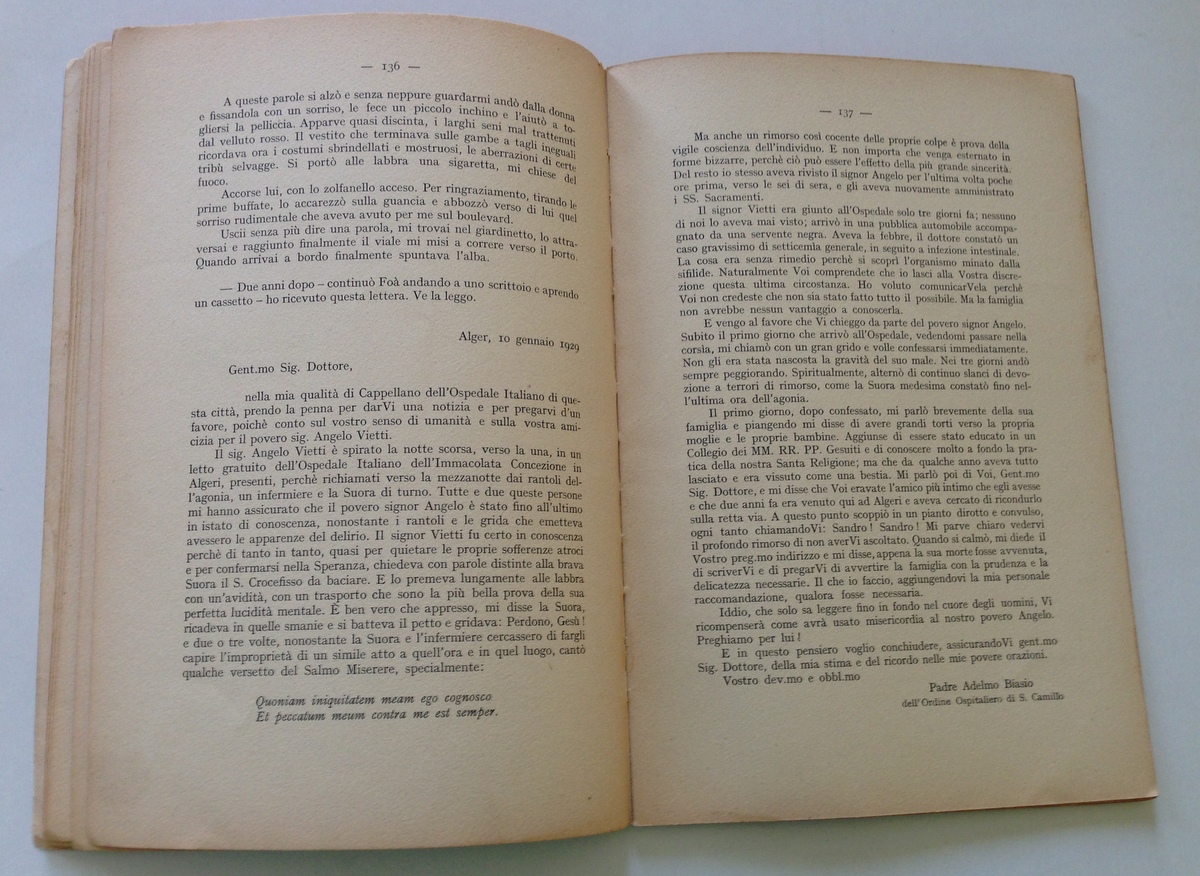 — 136 —
A queste parole si alzò e senza neppure guardarmi andò dalla donna
e fissandola con un sorriso, le fece un piccolo inchino e l'aiutò a to-
gliersi la pelliccia. Apparve quasi discinta, i larghi seni mal trattenuti
dal velluto rosso. Il vestito che terminava sulle gambe a tagli ineguali
ricordava ora i costumi sbrindellati e mostruosi, le aberrazioni di certe
tribù selvagge. Si portò alle labbra una sigaretta, mi chiese del
fuoco.
Accorse lui, con lo zolfanello acceso. Per ringraziamento, tirando le
prime buffate, lo accarezzò sulla guancia e abbozzò verso di lui quel
sorriso rudimentale che aveva avuto per me sul boulevard.
Uscii senza più dire una parola, mi trovai nel giardinetto, lo attra-
versai e raggiunto finalmente il viale mi misi a correre verso il porto.
Quando arrivai a bordo finalmente spuntava l'alba.
— Due anni dopo – continuò Foà andando a uno scrittoio e aprendo
un cassetto – ho ricevuto questa lettera. Ve la leggo.
Alger, 10 gennaio 1929
Gent.mo Sig. Dottore,
nella mia qualità di Cappellano dell'Ospedale Italiano di que-
sta città, prendo la penna per darVi una notizia e per pregarvi d'un
favore, poichè conto sul vostro senso di umanità e sulla vostra ami-
cizia per il povero sig. Angelo Vietti.
Il sig. Angelo Vietti è spirato la notte scorsa, verso la una, in un
letto gratuito dell'Ospedale Italiano dell'Immacolata Concezione in
Algeri, presenti, perchè richiamati verso la mezzanotte dai rantoli del-
l'agonia, un infermiere e la Suora di turno. Tutte e due queste persone
mi hanno assicurato che il povero signor Angelo è stato fino all'ultimo
in istato di conoscenza, nonostante i rantoli e le grida che emetteva
avessero le apparenze del delirio. Il signor Vietti fu certo in conoscenza
perchè di tanto in tanto, quasi per quietare le proprie sofferenze atroci
e per confermarsi nella Speranza, chiedeva con parole distinte alla brava
Suora il S. Crocefisso da baciare. E lo premeva lungamente alle labbra
con un'avidità, con un trasporto che sono la più bella prova della sua
perfetta lucidità mentale. È ben vero che appresso, mi disse la Suora,
ricadeva in quelle smanie e si batteva il petto e gridava: Perdono, Gesù!
e due o tre volte, nonostante la Suora e l'infermiere cercassero di fargli
capire l'improprietà di un simile atto a quell'ora e in quel luogo, cantò
qualche versetto del Salmo Miserere, specialmente:
Quoniam iniquitatem meam ego cognosco
Et peccatum meum contra me est semper.
— 137 —
Ma anche un rimorso così cocente delle proprie colpe è prova della
vigile coscienza dell'individuo. E non importa che venga esternato in
forme bizzarre, perchè ciò può essere l'effetto della più grande sincerità.
Del resto io stesso avevo rivisto il signor Angelo per l'ultima volta poche
ore prima, verso le sei di sera, e gli avevo nuovamente amministrato
i SS. Sacramenti.
Il signor Vietti era giunto all'Ospedale solo tre giorni fa; nessuno
di noi lo aveva mai visto; arrivò in una pubblica automobile accompa-
gnato da una servente negra. Aveva la febbre, il dottore constatò un
caso gravissimo di setticemia generale, in seguito a infezione intestinale.
La cosa era senza rimedio perchè si scoprì l'organismo minato dalla
sifilide. Naturalmente Voi comprendete che io lasci alla Vostra discre-
zione questa ultima circostanza. Ho voluto comunicarVela perchè
Voi non credeste che non sia stato fatto tutto il possibile. Ma la famiglia
non avrebbe nessun vantaggio a conoscerla.
E vengo al favore che Vi chieggo da parte del povero signor Angelo.
Subito il primo giorno che arrivò all'Ospedale, vedendomi passare nella
corsìa, mi chiamò con un gran grido e volle confessarsi immediatamente.
Non gli era stata nascosta la gravità del suo male. Nei tre giorni andò
sempre peggiorando. Spiritualmente, alternò di continuo slanci di devo-
zione a terrori di rimorso, come la Suora medesima constatò fino nel-
l'ultima ora dell'agonia.
Il primo giorno, dopo confessato, mi parlò brevemente della sua
famiglia e piangendo mi disse di avere grandi torti verso la propria
moglie e le proprie bambine. Aggiunse di essere stato educato in un
Collegio dei MM. RR. PP. Gesuiti e di conoscere molto a fondo la pra-
tica della nostra Santa Religione; ma che da qualche anno aveva tutto
lasciato e era vissuto come una bestia. Mi parlò poi di Voi, Gent.mo
Sig. Dottore, e mi disse che Voi eravate l'amico più intimo che egli avesse
e che due anni fa era venuto qui ad Algeri e aveva cercato di ricondurlo
sulla retta via. A questo punto scoppiò in un pianto dirotto e convulso,
ogni tanto chiamandoVi: Sandro! Sandro! Mi parve chiaro vedervi
il profondo rimorso di non averVi ascoltato. Quando si calmò, mi diede il
Vostro preg.mo indirizzo e mi disse, appena la sua morte fosse avvenuta,
di scriverVi e di pregarVi di avvertire la famiglia con la prudenza e la
delicatezza necessarie. Il che io faccio, aggiungendovi la mia personale
raccomandazione, qualora fosse necessaria.
Iddio, che solo sa leggere fino in fondo nel cuore degli uomini, Vi
ricompenserà come avrà usato misericordia al nostro povero Angelo.
Preghiamo per lui!
E in questo pensiero voglio conchiudere, assicurandoVi gent.mo
Sig. Dottore, della mia stima e del ricordo nelle mie povere orazioni.
Vostro dev.mo e obbl.mo
Padre Adelmo Biasio
dell'Ordine Ospitaliero di S. Camillo